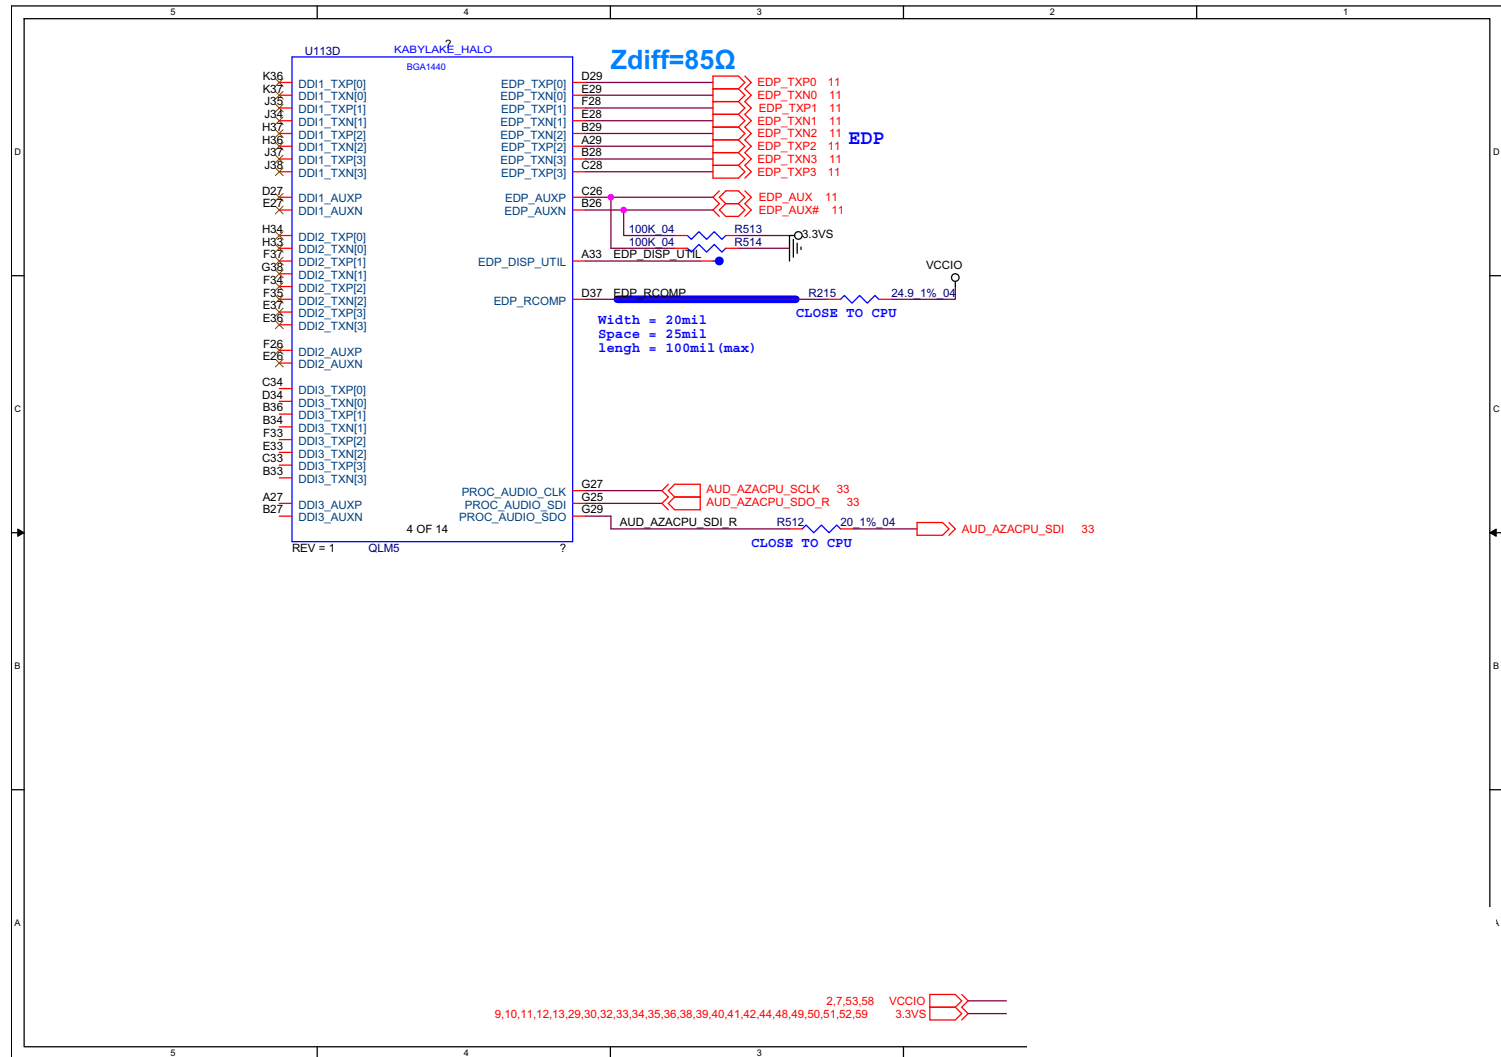 5 4 3 2 1
?
U113D KABYLAKE_HALO
BGA1440
Zdiff=85Ω
K36 DDI1_TXP[0] EDP_TXP[0] D29 EDP_TXP0 11
K37 DDI1_TXN[0] EDP_TXN[0] E29 EDP_TXN0 11
J35 DDI1_TXP[1] EDP_TXP[1] F28 EDP_TXP1 11
J34 DDI1_TXN[1] EDP_TXN[1] E28 EDP_TXN1 11
H37 DDI1_TXP[2] EDP_TXN[2] B29 EDP_TXN2 11
EDP
H36 DDI1_TXN[2] EDP_TXP[2] A29 EDP_TXP2 11
J37 DDI1_TXP[3] EDP_TXN[3] B28 EDP_TXN3 11
J38 DDI1_TXN[3] EDP_TXP[3] C28 EDP_TXP3 11
D D
D27 DDI1_AUXP EDP_AUXP C26 EDP_AUX 11
E27 DDI1_AUXN EDP_AUXN B26 EDP_AUX# 11
H34 DDI2_TXP[0] 100K_04 R513 3.3VS
H33 DDI2_TXN[0] 100K_04 R514
F37 DDI2_TXP[1] EDP_DISP_UTIL A33 EDP_DISP_UTIL
G38 DDI2_TXN[1] VCCIO
F34 DDI2_TXP[2]
F35 DDI2_TXN[2] EDP_RCOMP D37 EDP_RCOMP R215 24.9_1%_04
E37 DDI2_TXP[3] CLOSE TO CPU
E36 DDI2_TXN[3]
Width = 20mil
Space = 25mil
lengh = 100mil(max)
F26 DDI2_AUXP
E26 DDI2_AUXN
C34 DDI3_TXP[0]
D34 DDI3_TXN[0]
B36 DDI3_TXP[1]
B34 DDI3_TXN[1]
F33 DDI3_TXP[2]
E33 DDI3_TXN[2]
C33 DDI3_TXP[3]
B33 DDI3_TXN[3]
C C
PROC_AUDIO_CLK G27 AUD_AZACPU_SCLK 33
A27 DDI3_AUXP PROC_AUDIO_SDI G25 AUD_AZACPU_SDO_R 33
B27 DDI3_AUXN PROC_AUDIO_SDO G29
AUD_AZACPU_SDI_R R512 20_1%_04 AUD_AZACPU_SDI 33
4 OF 14
CLOSE TO CPU
REV = 1 QLM5 ?
B B
A
2,7,53,58 VCCIO
9,10,11,12,13,29,30,32,33,34,35,36,38,39,40,41,42,44,48,49,50,51,52,59 3.3VS
5 4 3